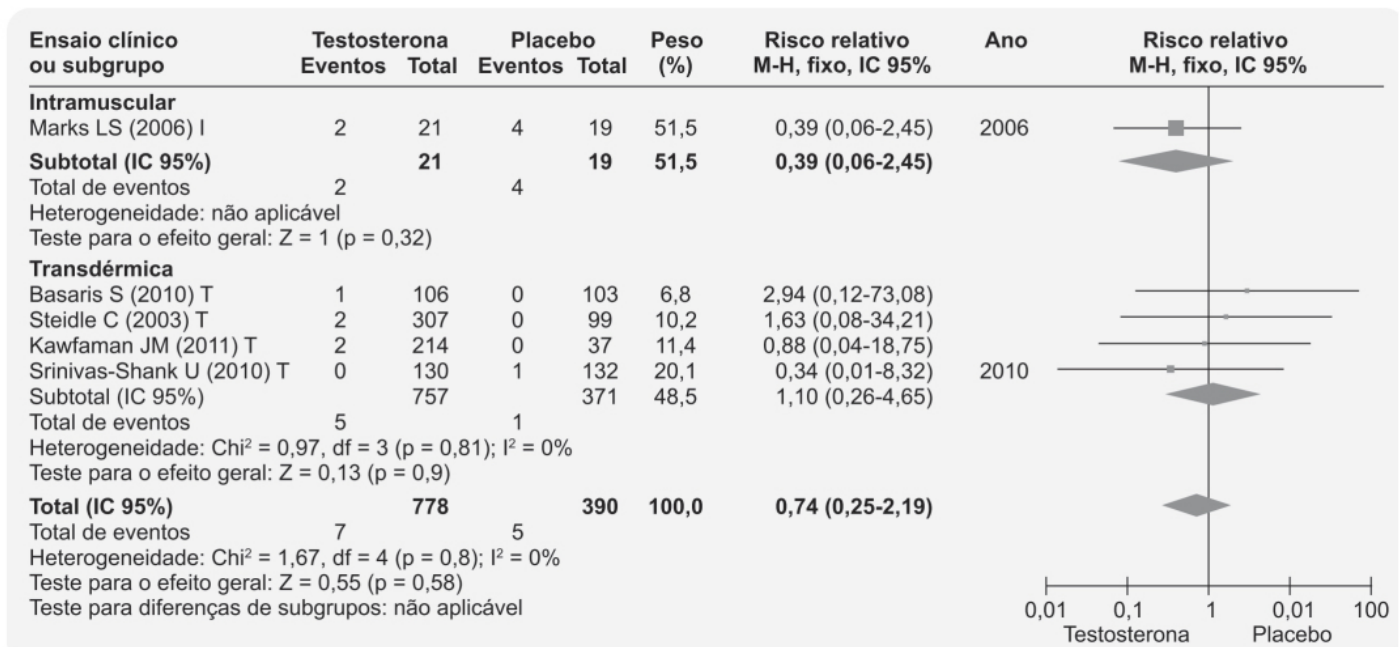 Ensaio clínico Testosterona Placebo Peso Risco relativo Ano Risco relativo
ou subgrupo Eventos Total Eventos Total (%) M-H, fixo, IC 95% M-H, fixo, IC 95%
Intramuscular
Marks LS (2006) I 2 21 4 19 51,5 0,39 (0,06-2,45) 2006
Subtotal (IC 95%) 21 19 51,5 0,39 (0,06-2,45)
Total de eventos 2 4
Heterogeneidade: não aplicável
Teste para o efeito geral: Z = 1 (p = 0,32)
Transdérmica
Basaris S (2010) T 1 106 0 103 6,8 2,94 (0,12-73,08)
Steidle C (2003) T 2 307 0 99 10,2 1,63 (0,08-34,21)
Kawfaman JM (2011) T 2 214 0 37 11,4 0,88 (0,04-18,75)
Srinivas-Shank U (2010) T 0 130 1 132 20,1 0,34 (0,01-8,32) 2010
Subtotal (IC 95%) 757 371 48,5 1,10 (0,26-4,65)
Total de eventos 5 1
Heterogeneidade: Chi² = 0,97, df = 3 (p = 0,81); I² = 0%
Teste para o efeito geral: Z = 0,13 (p = 0,9)
Total (IC 95%) 778 390 100,0 0,74 (0,25-2,19)
Total de eventos 7 5
Heterogeneidade: Chi² = 1,67, df = 4 (p = 0,8); I² = 0%
Teste para o efeito geral: Z = 0,55 (p = 0,58)
Teste para diferenças de subgrupos: não aplicável
0,01 0,1 1 0,01 100
Testosterona Placebo